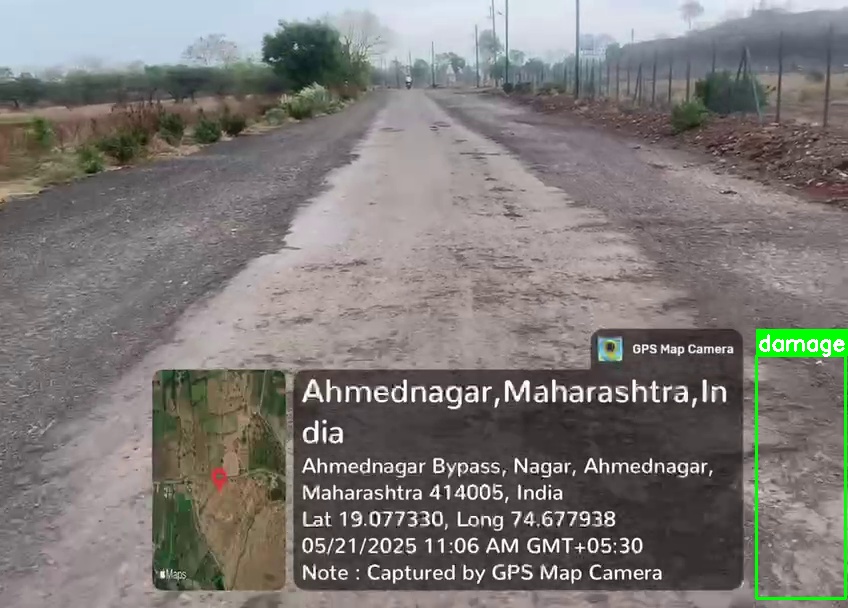 damage
GPS Map Camera
Ahmednagar,Maharashtra,In
dia
Ahmednagar Bypass, Nagar, Ahmednagar,
Maharashtra 414005, India
Lat 19.077330, Long 74.677938
05/21/2025 11:06 AM GMT+05:30
Note : Captured by GPS Map Camera
Maps